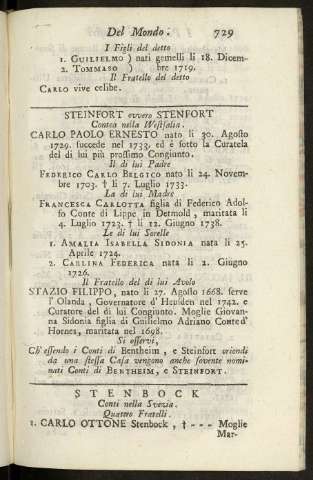 Del Mondo. 729
I Figli del detto
1. GUILIELMO ) nati gemelli li 18. Dicem-
2. TOMMASO ) bre 1719.
Il Fratello del detto
CARLO vive celibe.
STEINFORT ovvero STENFORT
Contea nella Westfalia.
CARLO PAOLO ERNESTO nato li 30. Agosto
1729. succede nel 1733. ed è sotto la Curatela
del di lui più prossimo Congiunto.
Il di lui Padre
FEDERICO CARLO BELGICO nato li 24. Novem-
bre 1703. † li 7. Luglio 1733.
La di lui Madre
FRANCESCA CARLOTTA figlia di Federico Adol-
fo Conte di Lippe in Detmold, maritata li
4. Luglio 1723. † li 12. Giugno 1738.
Le di lui Sorelle
1. AMALIA ISABELLA SIDONIA nata li 25.
Aprile 1724.
2. CARLINA FEDERICA nata li 2. Giugno
1726.
Il Fratello del di lui Avolo
STAZIO FILIPPO, nato li 27. Agosto 1668. serve
l'Olanda, Governatore d'Heusden nel 1742. e
Curatore del di lui Congiunto. Moglie Giovan-
na Sidonia figlia di Guilielmo Adriano Conte d'
Hornes, maritata nel 1698.
Si osservi,
Ch'essendo i Conti di Bentheim, e Steinfort oriendi
da una stessa Casa vengono anche sovente nomi-
nati Conti di BENTHEIM, e STEINFORT.
STENBOCK
Conti nella Svezia.
Quattro Fratelli.
1. CARLO OTTONE Stenbock, † --- Moglie
Mar-